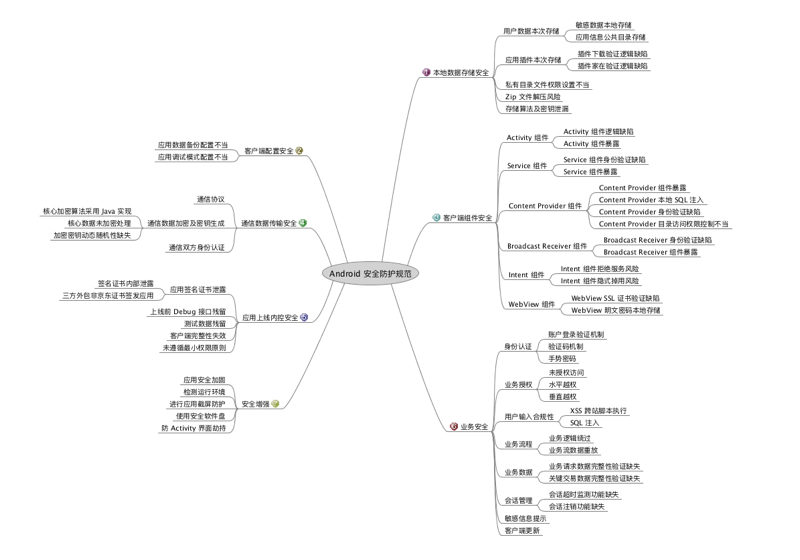 Android 安全防护规范
本地数据存储安全
用户数据本次存储
敏感数据本地存储
应用信息公共目录存储
应用插件本次存储
插件下载验证逻辑缺陷
插件家在验证逻辑缺陷
私有目录文件权限设置不当
Zip 文件解压风险
存储算法及密钥泄漏
客户端组件安全
Activity 组件
Activity 组件逻辑缺陷
Activity 组件暴露
Service 组件
Service 组件身份验证缺陷
Service 组件暴露
Content Provider 组件
Content Provider 组件暴露
Content Provider 本地 SQL 注入
Content Provider 身份验证缺陷
Content Provider 目录访问权限控制不当
Broadcast Receiver 组件
Broadcast Receiver 身份验证缺陷
Broadcast Receiver 组件暴露
Intent 组件
Intent 组件拒绝服务风险
Intent 组件隐式掉用风险
WebView 组件
WebView SSL 证书验证缺陷
WebView 明文密码本地存储
业务安全
身份认证
账户登录验证机制
验证码机制
手势密码
业务授权
未授权访问
水平越权
垂直越权
用户输入合规性
XSS 跨站脚本执行
SQL 注入
业务流程
业务逻辑绕过
业务流数据重放
业务数据
业务请求数据完整性验证缺失
关键交易数据完整性验证缺失
会话管理
会话超时监测功能缺失
会话注销功能缺失
敏感信息提示
客户端更新
客户端配置安全
应用数据备份配置不当
应用调试模式配置不当
通信数据传输安全
通信协议
通信数据加密及密钥生成
核心加密算法采用 Java 实现
核心数据未加密处理
加密密钥动态随机性缺失
通信双方身份认证
应用上线内控安全
应用签名证书泄露
签名证书内部泄露
三方外包非京东证书签发应用
上线前 Debug 接口残留
测试数据残留
客户端完整性失效
未遵循最小权限原则
安全增强
应用安全加固
检测运行环境
进行应用截屏防护
使用安全软件盘
防 Activity 界面劫持